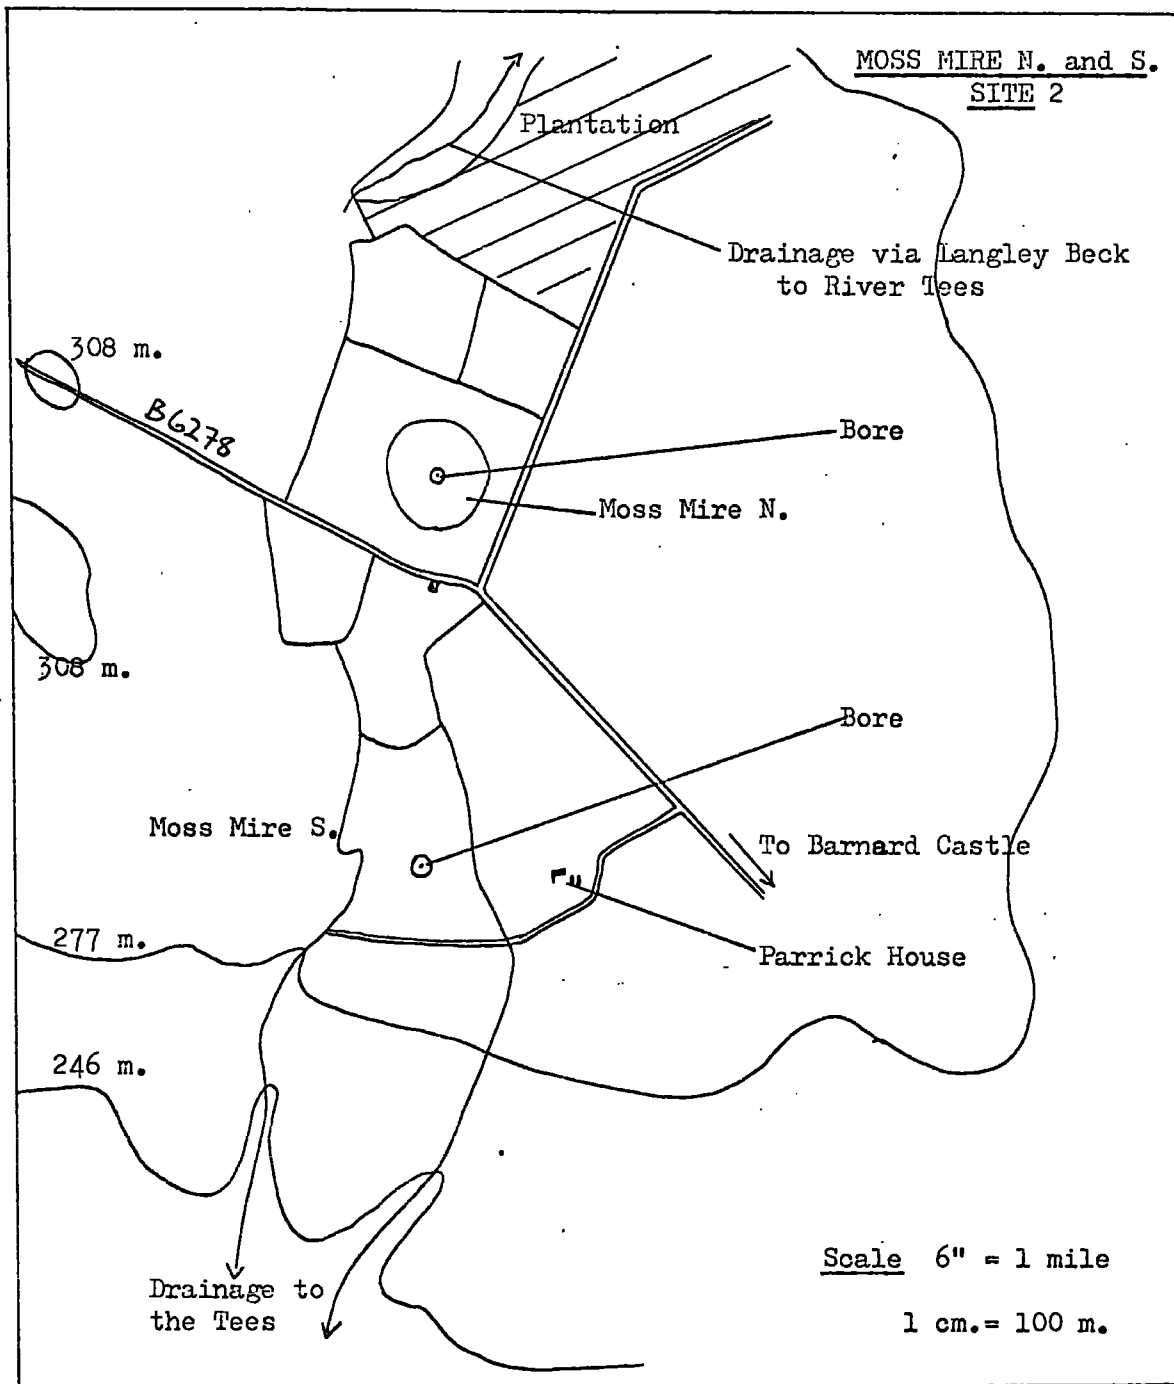 MOSS MIRE N. and S.
SITE 2
Plantation
Drainage via Langley Beck
to River Tees
308 m.
B6278
Bore
Moss Mire N.
308 m.
Bore
Moss Mire S.
To Barnard Castle
277 m.
Parrick House
246 m.
Scale 6" = 1 mile
Drainage to
the Tees
1 cm.= 100 m.